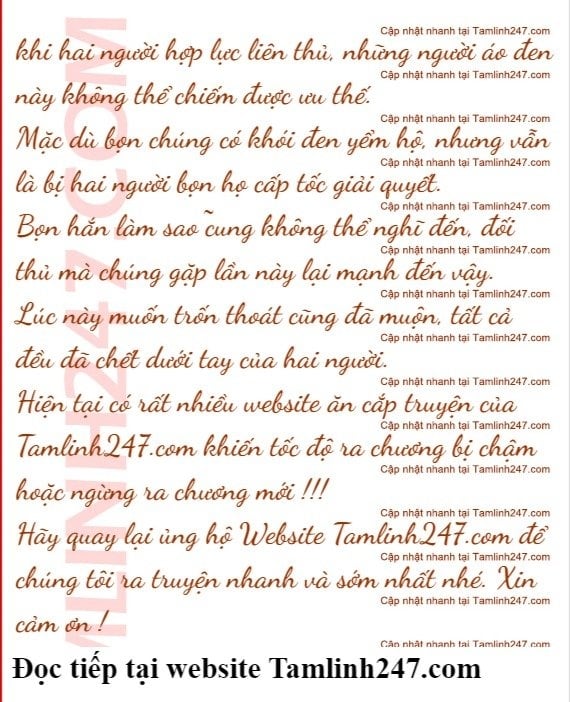 Cập nhật nhanh tại Tamlinh247.com
khi hai người hợp lực liên thủ, những người áo đen
Cập nhật nhanh tại Tamlinh247.com
này không thể chiếm được ưu thế.
Cập nhật nhanh tại Tamlinh247.com
Mặc dù bọn chúng có khói đen yểm hộ, nhưng vẫn
Cập nhật nhanh tại Tamlinh247.com
là bị hai người bọn họ cấp tốc giải quyết.
Cập nhật nhanh tại Tamlinh247.com
Bọn hắn làm sao cũng không thể nghĩ đến, đối
Cập nhật nhanh tại Tamlinh247.com
thủ mà chúng gặp lần này lại mạnh đến vậy.
Cập nhật nhanh tại Tamlinh247.com
Lúc này muốn trốn thoát cũng đã muộn, tất cả
Cập nhật nhanh tại Tamlinh247.com
đều đã chết dưới tay của hai người.
Cập nhật nhanh tại Tamlinh247.com
Hiện tại có rất nhiều website ăn cắp truyện của
Cập nhật nhanh tại Tamlinh247.com
Tamlinh247.com khiến tốc độ ra chương bị chậm
Cập nhật nhanh tại Tamlinh247.com
hoặc ngừng ra chương mới !!!
Cập nhật nhanh tại Tamlinh247.com
Hãy quay lại ủng hộ Website Tamlinh247.com để
Cập nhật nhanh tại Tamlinh247.com
chúng tôi ra truyện nhanh và sớm nhất nhé. Xin
Cập nhật nhanh tại Tamlinh247.com
cảm ơn !
Cập nhật nhanh tại Tamlinh247.com
Đọc tiếp tại website Tamlinh247.com
MLINH247.COM